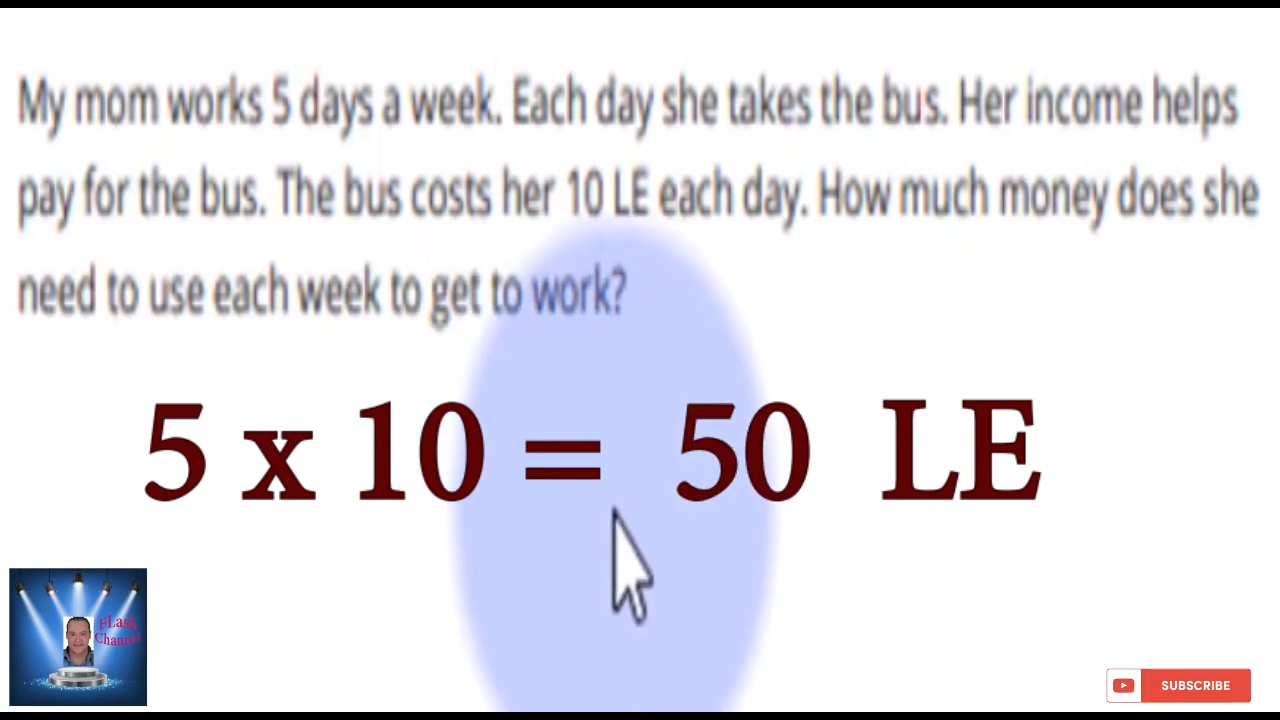 My mom works 5 days a week. Each day she takes the bus. Her income helps
pay for the bus. The bus costs her 10 LE each day. How much money does she
need to use each week to get to work?
5 x 10 = 50 LE
FLash
Channel
SUBSCRIBE